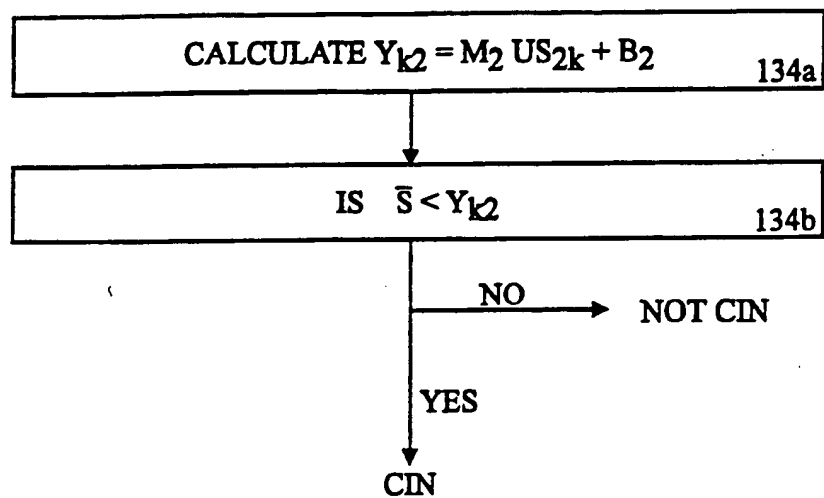 CALCULATE Yk2 = M2 US2k + B2
134a
IS S̅ < Yk2
134b
NO
NOT CIN
YES
CIN